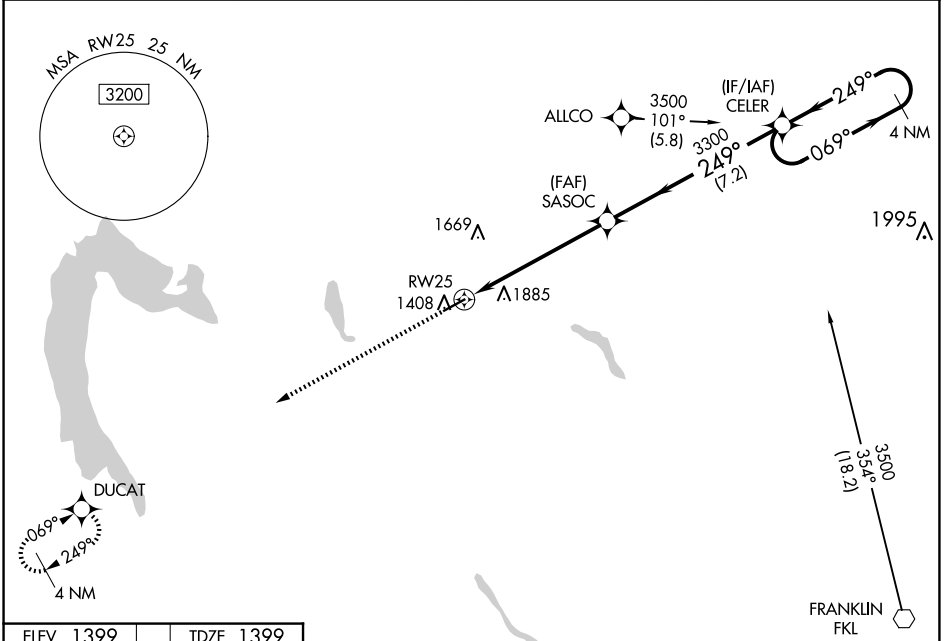 MSA RW25 25 NM
3200
(IF/IAF)
CELER
249°
069°
4 NM
ALLCO
3500
101°
(5.8)
3300
249°
(7.2)
(FAF)
SASOC
1669
1995
RW25
1408
1885
3500
354°
(18.2)
DUCAT
069°
249°
4 NM
FRANKLIN
FKL
ELEV 1399
TDZE 1399